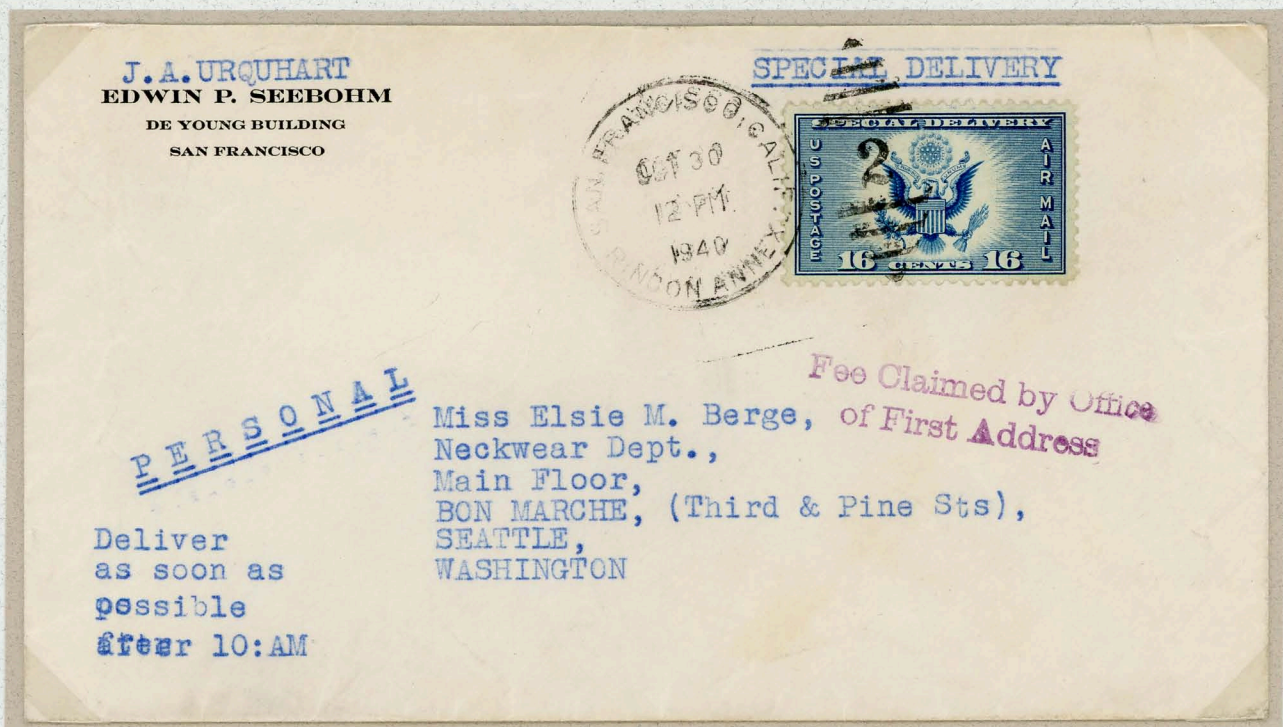 J.A.URQUHART
EDWIN P. SEEBOHM
DE YOUNG BUILDING
SAN FRANCISCO
SPECIAL DELIVERY
SAN FRANCISCO, CALIF.
OCT 30
12 PM
1940
RINCON ANNEX
SPECIAL DELIVERY
US POSTAGE
AIR MAIL
2
16 CENTS 16
Fee Claimed by Office
of First Address
PERSONAL
Miss Elsie M. Berge,
Neckwear Dept.,
Main Floor,
BON MARCHE, (Third & Pine Sts),
SEATTLE,
WASHINGTON
Deliver
as soon as
possible
after 10:AM